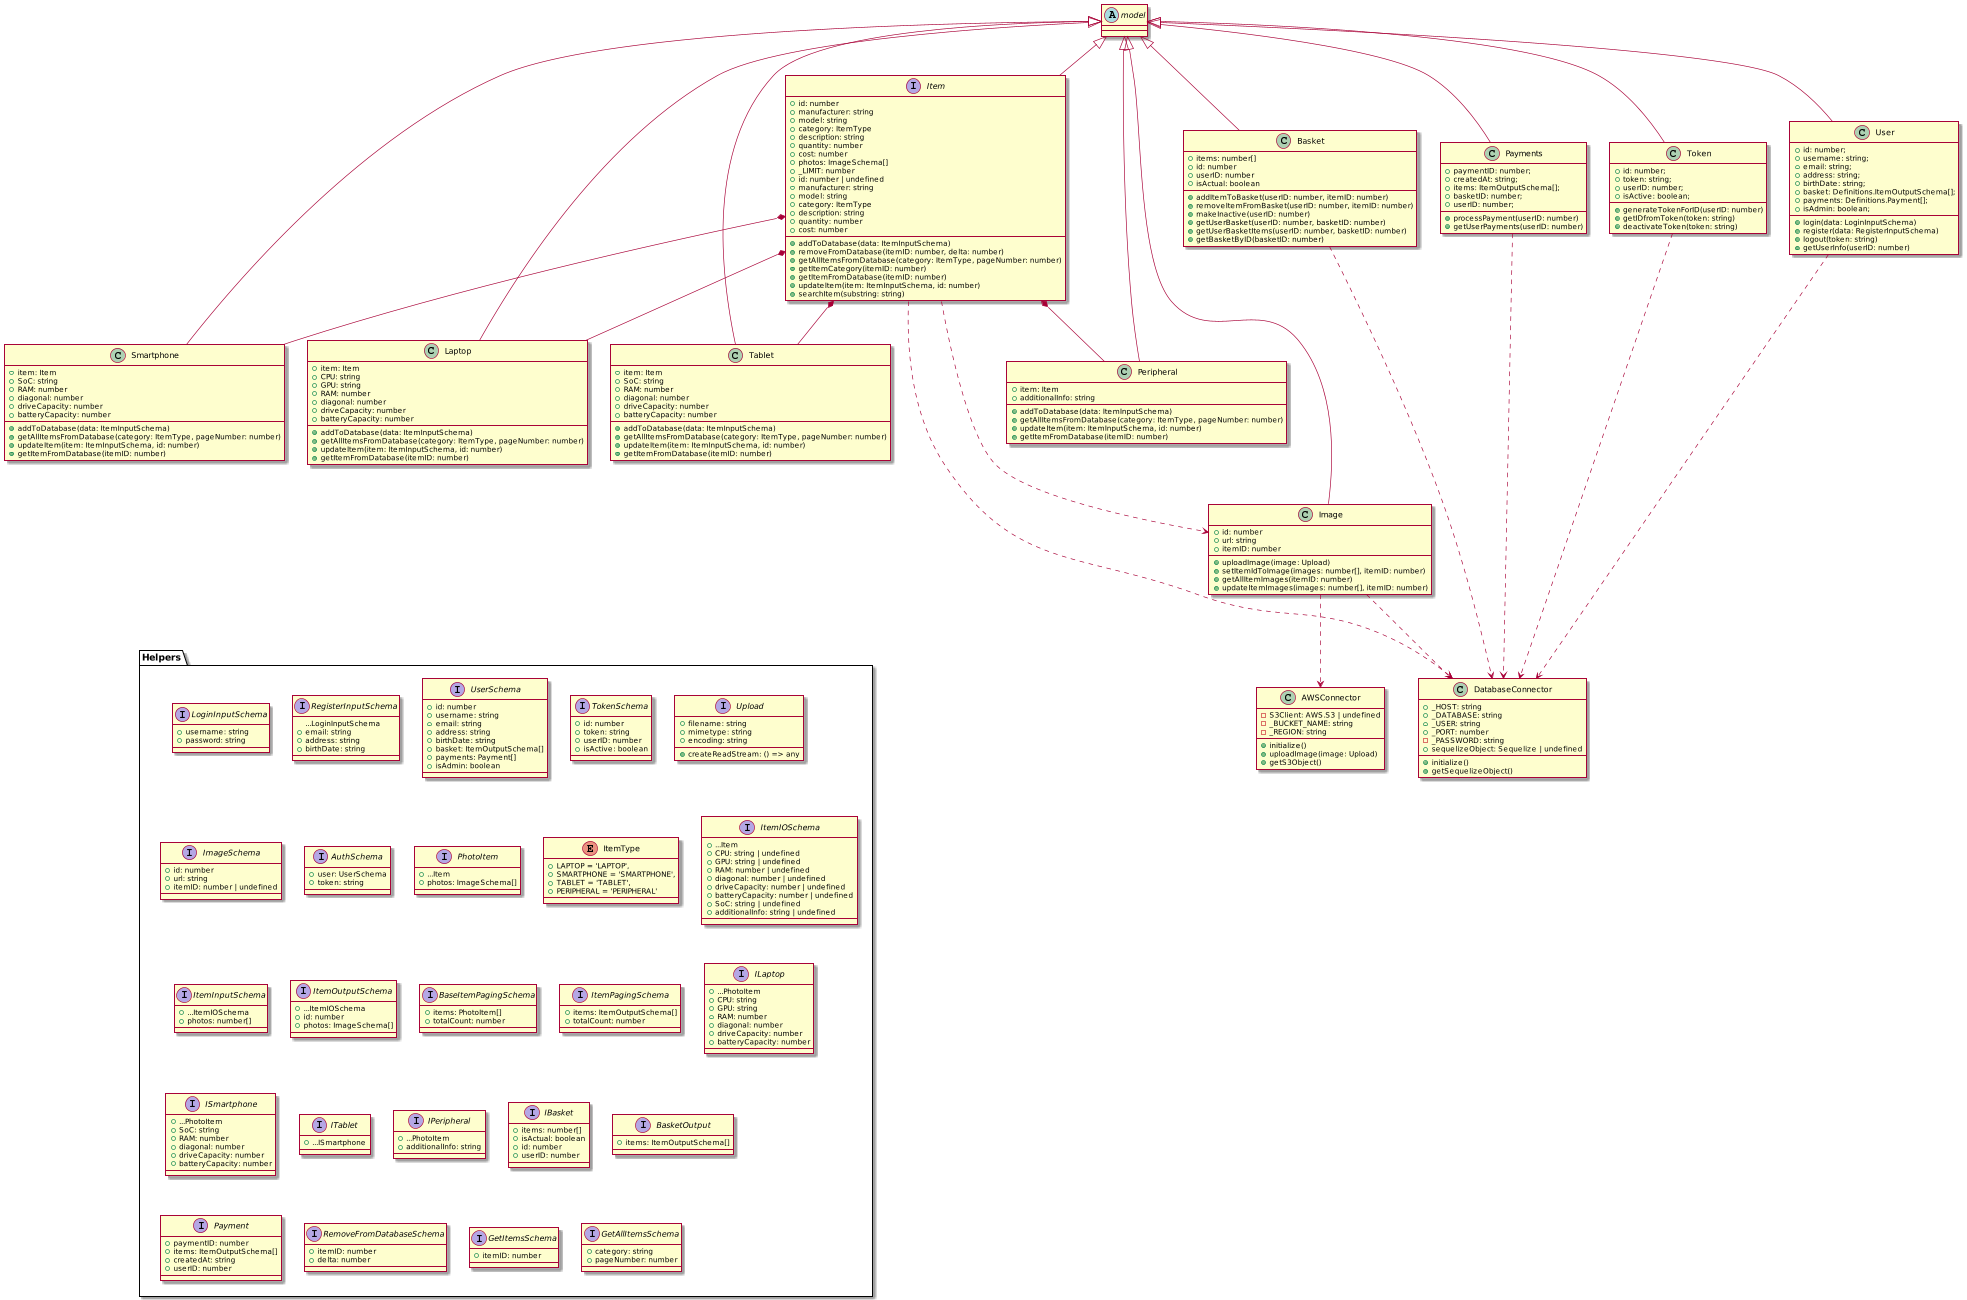 A model
I Item
id: number
manufacturer: string
model: string
category: ItemType
description: string
quantity: number
cost: number
photos: ImageSchema[]
_LIMIT: number
id: number | undefined
manufacturer: string
model: string
category: ItemType
description: string
quantity: number
cost: number
addToDatabase(data: ItemInputSchema)
removeFromDatabase(itemID: number, delta: number)
getAllItemsFromDatabase(category: ItemType, pageNumber: number)
getItemCategory(itemID: number)
getItemFromDatabase(itemID: number)
updateItem(item: ItemInputSchema, id: number)
searchItem(substring: string)
C Basket
items: number[]
id: number
userID: number
isActual: boolean
addItemToBasket(userID: number, itemID: number)
removeItemFromBasket(userID: number, itemID: number)
makeInactive(userID: number)
getUserBasket(userID: number, basketID: number)
getUserBasketItems(userID: number, basketID: number)
getBasketByID(basketID: number)
C Payments
paymentID: number;
createdAt: string;
items: ItemOutputSchema[];
basketID: number;
userID: number;
processPayment(userID: number)
getUserPayments(userID: number)
C Token
id: number;
token: string;
userID: number;
isActive: boolean;
generateTokenForID(userID: number)
getIDfromToken(token: string)
deactivateToken(token: string)
C User
id: number;
username: string;
email: string;
address: string;
birthDate: string;
basket: Definitions.ItemOutputSchema[];
payments: Definitions.Payment[];
isAdmin: boolean;
login(data: LoginInputSchema)
register(data: RegisterInputSchema)
logout(token: string)
getUserInfo(userID: number)
C Smartphone
item: Item
SoC: string
RAM: number
diagonal: number
driveCapacity: number
batteryCapacity: number
addToDatabase(data: ItemInputSchema)
getAllItemsFromDatabase(category: ItemType, pageNumber: number)
updateItem(item: ItemInputSchema, id: number)
getItemFromDatabase(itemID: number)
C Laptop
item: Item
CPU: string
GPU: string
RAM: number
diagonal: number
driveCapacity: number
batteryCapacity: number
addToDatabase(data: ItemInputSchema)
getAllItemsFromDatabase(category: ItemType, pageNumber: number)
updateItem(item: ItemInputSchema, id: number)
getItemFromDatabase(itemID: number)
C Tablet
item: Item
SoC: string
RAM: number
diagonal: number
driveCapacity: number
batteryCapacity: number
addToDatabase(data: ItemInputSchema)
getAllItemsFromDatabase(category: ItemType, pageNumber: number)
updateItem(item: ItemInputSchema, id: number)
getItemFromDatabase(itemID: number)
C Peripheral
item: Item
additionalInfo: string
addToDatabase(data: ItemInputSchema)
getAllItemsFromDatabase(category: ItemType, pageNumber: number)
updateItem(item: ItemInputSchema, id: number)
getItemFromDatabase(itemID: number)
C Image
id: number
url: string
itemID: number
uploadImage(image: Upload)
setItemIdToImage(images: number[], itemID: number)
getAllItemImages(itemID: number)
updateItemImages(images: number[], itemID: number)
C AWSConnector
S3Client: AWS.S3 | undefined
_BUCKET_NAME: string
_REGION: string
initialize()
uploadImage(image: Upload)
getS3Object()
C DatabaseConnector
_HOST: string
_DATABASE: string
_USER: string
_PORT: number
_PASSWORD: string
sequelizeObject: Sequelize | undefined
initialize()
getSequelizeObject()
Helpers
I LoginInputSchema
username: string
password: string
I RegisterInputSchema
...LoginInputSchema
email: string
address: string
birthDate: string
I UserSchema
id: number
username: string
email: string
address: string
birthDate: string
basket: ItemOutputSchema[]
payments: Payment[]
isAdmin: boolean
I TokenSchema
id: number
token: string
userID: number
isActive: boolean
I Upload
filename: string
mimetype: string
encoding: string
createReadStream: () => any
I ImageSchema
id: number
url: string
itemID: number | undefined
I AuthSchema
user: UserSchema
token: string
I PhotoItem
...Item
photos: ImageSchema[]
E ItemType
LAPTOP = 'LAPTOP',
SMARTPHONE = 'SMARTPHONE',
TABLET = 'TABLET',
PERIPHERAL = 'PERIPHERAL'
I ItemIOSchema
...Item
CPU: string | undefined
GPU: string | undefined
RAM: number | undefined
diagonal: number | undefined
driveCapacity: number | undefined
batteryCapacity: number | undefined
SoC: string | undefined
additionalInfo: string | undefined
I ItemInputSchema
...ItemIOSchema
photos: number[]
I ItemOutputSchema
...ItemIOSchema
id: number
photos: ImageSchema[]
I BaseItemPagingSchema
items: PhotoItem[]
totalCount: number
I ItemPagingSchema
items: ItemOutputSchema[]
totalCount: number
I ILaptop
...PhotoItem
CPU: string
GPU: string
RAM: number
diagonal: number
driveCapacity: number
batteryCapacity: number
I ISmartphone
...PhotoItem
SoC: string
RAM: number
diagonal: number
driveCapacity: number
batteryCapacity: number
I ITablet
...ISmartphone
I IPeripheral
...PhotoItem
additionalInfo: string
I IBasket
items: number[]
isActual: boolean
id: number
userID: number
I BasketOutput
items: ItemOutputSchema[]
I Payment
paymentID: number
items: ItemOutputSchema[]
createdAt: string
userID: number
I RemoveFromDatabaseSchema
itemID: number
delta: number
I GetItemsSchema
itemID: number
I GetAllItemsSchema
category: string
pageNumber: number